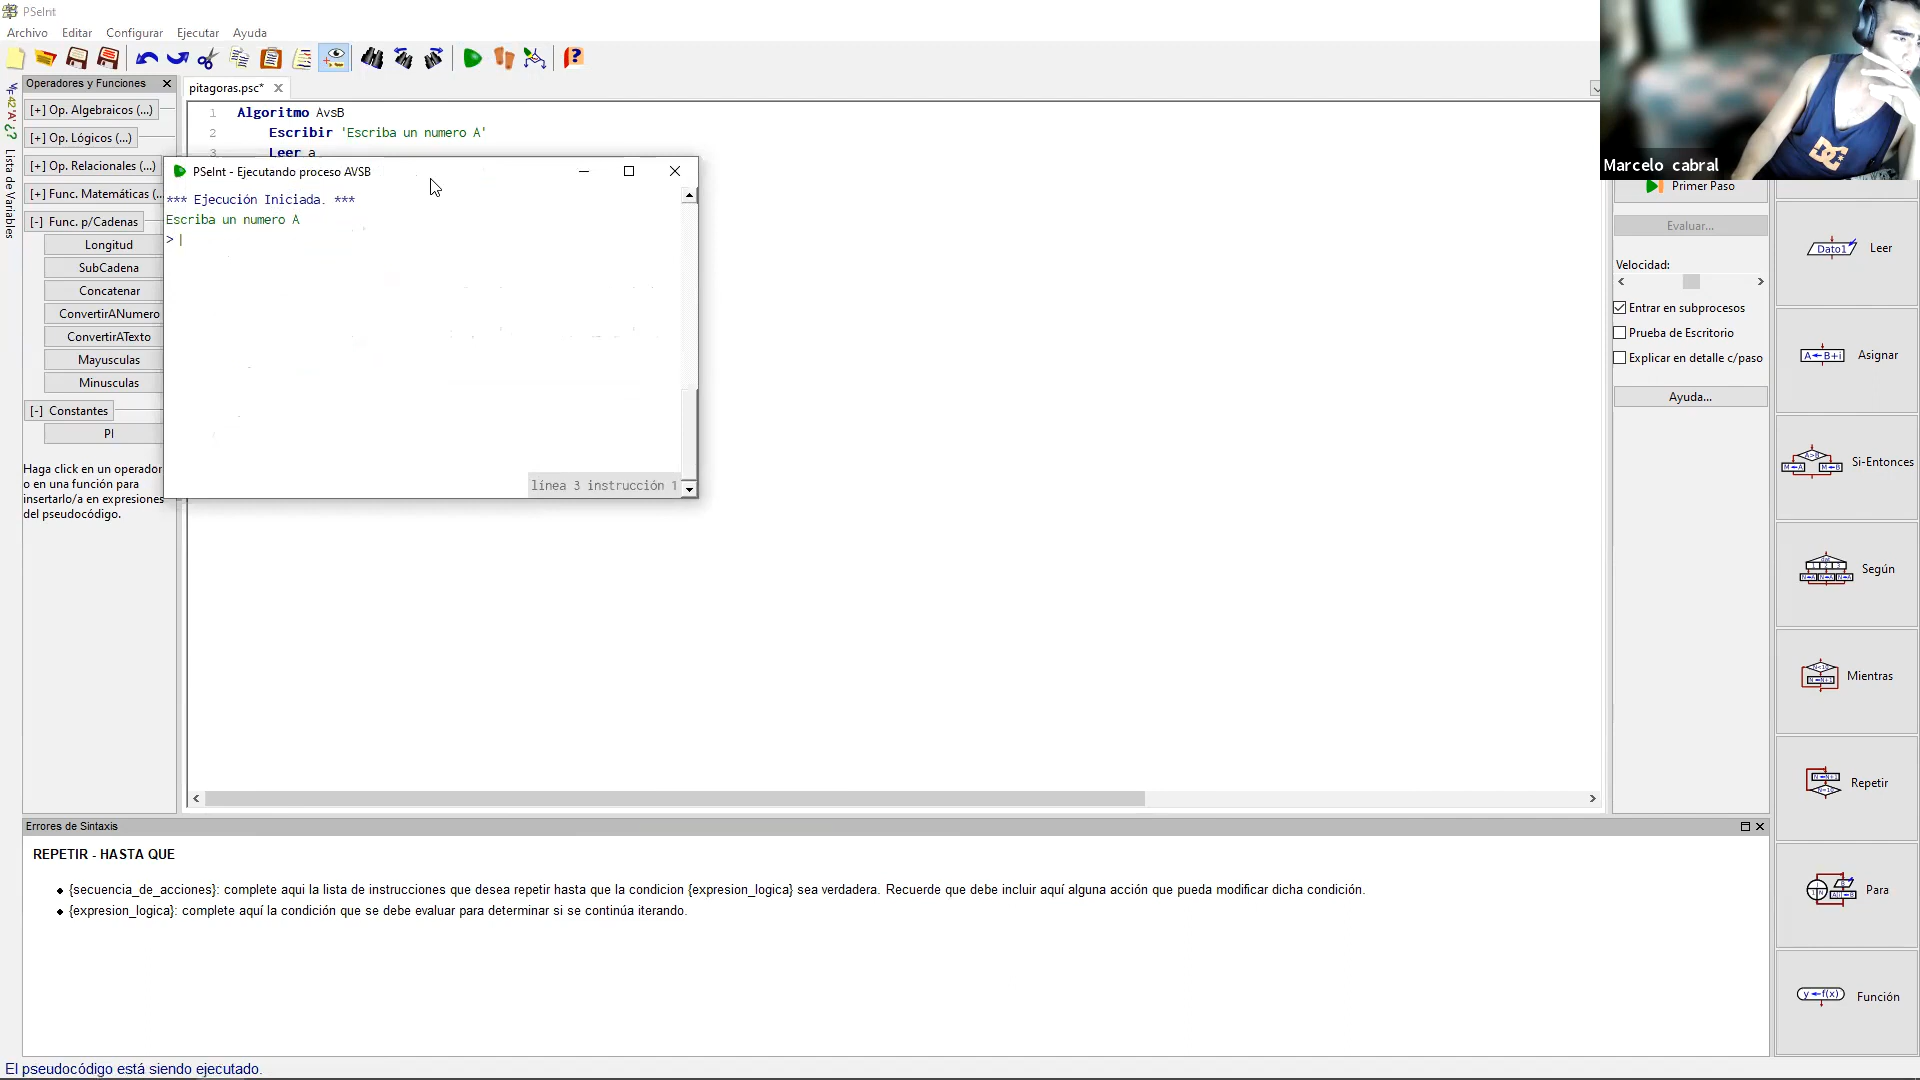 PSeInt
Archivo Editar Configurar Ejecutar Ayuda
Operadores y Funciones
pitagoras.psc*
Lista de Variables
[+] Op. Algebraicos (...)
[+] Op. Lógicos (...)
[+] Op. Relacionales (...)
[+] Func. Matemáticas (...
[-] Func. p/Cadenas
Longitud
SubCadena
Concatenar
ConvertirANumero
ConvertirATexto
Mayusculas
Minusculas
[-] Constantes
PI
Haga click en un operador
o en una función para
insertarlo/a en expresiones
del pseudocódigo.
1 Algoritmo AvsB
2 Escribir 'Escriba un numero A'
3 Leer a
PSeInt - Ejecutando proceso AVSB
*** Ejecución Iniciada. ***
Escriba un numero A
>
línea 3 instrucción 1
Marcelo cabral
Primer Paso
Evaluar...
Velocidad:
Entrar en subprocesos
Prueba de Escritorio
Explicar en detalle c/paso
Ayuda...
Dato1 Leer
A B+i Asignar
A>B Si-Entonces
Según
Mientras
Repetir
Para
y f(x) Función
Errores de Sintaxis
REPETIR - HASTA QUE
{secuencia_de_acciones}: complete aqui la lista de instrucciones que desea repetir hasta que la condicion {expresion_logica} sea verdadera. Recuerde que debe incluir aquí alguna acción que pueda modificar dicha condición.
{expresion_logica}: complete aquí la condición que se debe evaluar para determinar si se continúa iterando.
El pseudocódigo está siendo ejecutado.